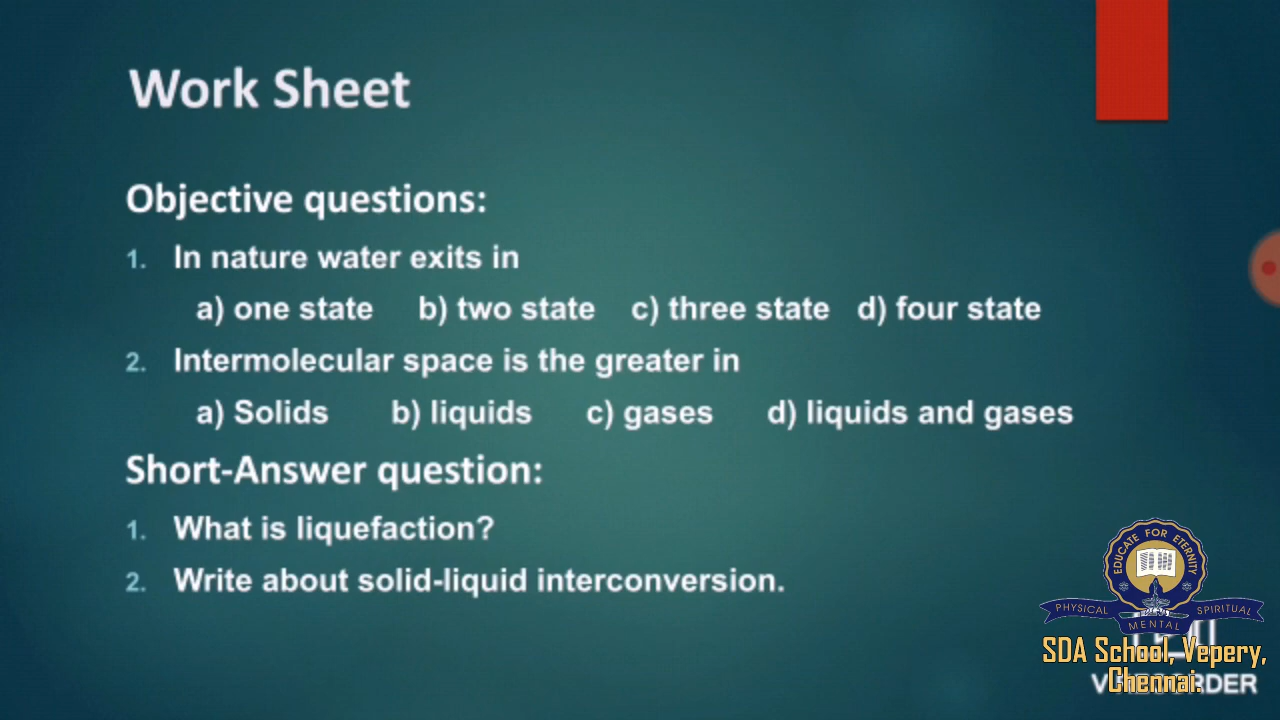 Work Sheet
Objective questions:
1. In nature water exits in
a) one state b) two state c) three state d) four state
2. Intermolecular space is the greater in
a) Solids b) liquids c) gases d) liquids and gases
Short-Answer question:
1. What is liquefaction?
2. Write about solid-liquid interconversion.
EDUCATE FOR ETERNITY
PHYSICAL MENTAL SPIRITUAL
SDA School, Vepery,
Chennai.